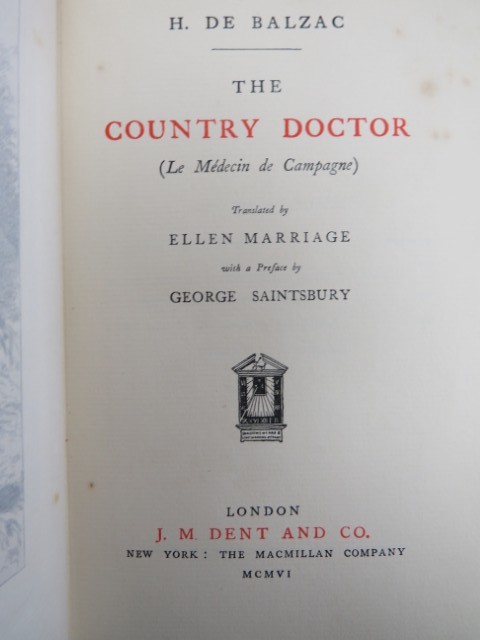 H. DE BALZAC
THE
COUNTRY DOCTOR
(Le Médecin de Campagne)
Translated by
ELLEN MARRIAGE
with a Preface by
GEORGE SAINTSBURY
LONDON
J. M. DENT AND CO.
NEW YORK: THE MACMILLAN COMPANY
MCMVI